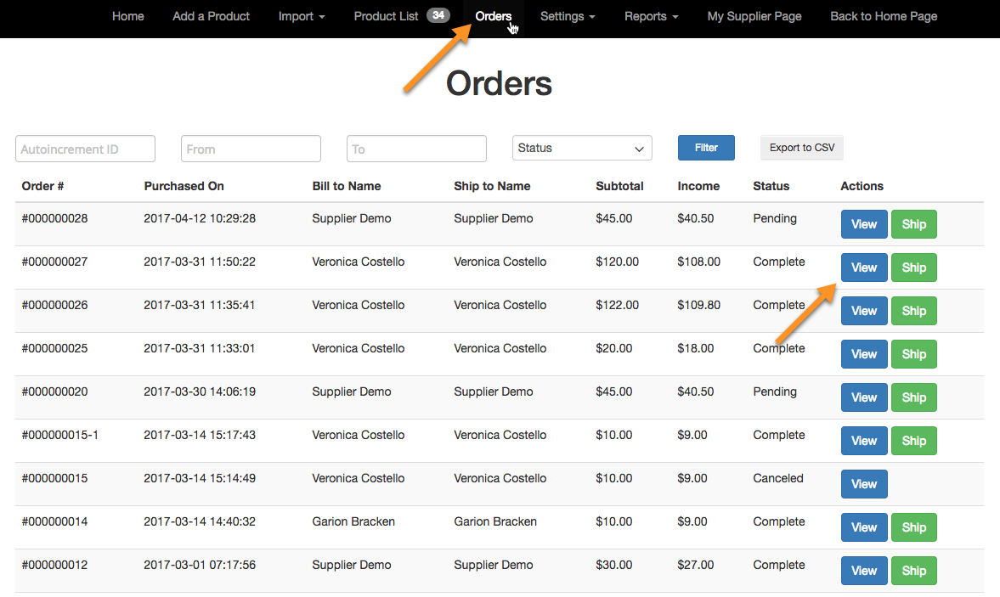 Home Add a Product Import Product List 34 Orders Settings Reports My Supplier Page Back to Home Page
Orders
Autoincrement ID From To Status Filter Export to CSV
Order # Purchased On Bill to Name Ship to Name Subtotal Income Status Actions
#000000028 2017-04-12 10:29:28 Supplier Demo Supplier Demo $45.00 $40.50 Pending View Ship
#000000027 2017-03-31 11:50:22 Veronica Costello Veronica Costello $120.00 $108.00 Complete View Ship
#000000026 2017-03-31 11:35:41 Veronica Costello Veronica Costello $122.00 $109.80 Complete View Ship
#000000025 2017-03-31 11:33:01 Veronica Costello Veronica Costello $20.00 $18.00 Complete View Ship
#000000020 2017-03-30 14:06:19 Supplier Demo Supplier Demo $45.00 $40.50 Pending View Ship
#000000015-1 2017-03-14 15:17:43 Veronica Costello Veronica Costello $10.00 $9.00 Complete View Ship
#000000015 2017-03-14 15:14:49 Veronica Costello Veronica Costello $10.00 $9.00 Canceled View
#000000014 2017-03-14 14:40:32 Garion Bracken Garion Bracken $10.00 $9.00 Complete View Ship
#000000012 2017-03-01 07:17:56 Supplier Demo Supplier Demo $30.00 $27.00 Complete View Ship